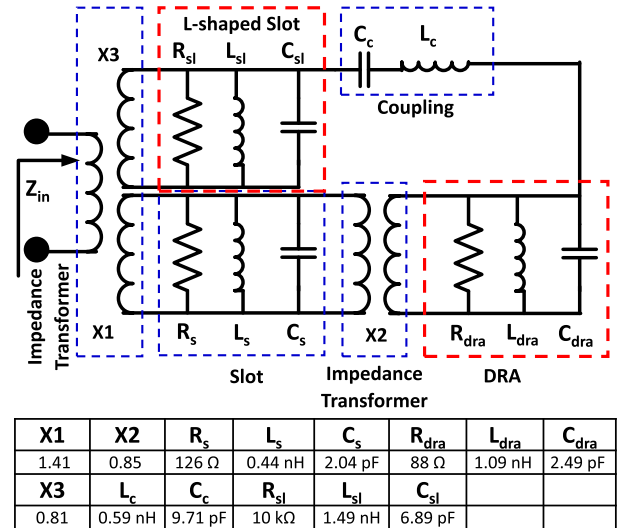 L-shaped Slot
X3
R_sl L_sl C_sl
C_c L_c
Coupling
Z_in
Impedance
Transformer
X1
R_s L_s C_s
X2
R_dra L_dra C_dra
Slot
Impedance
Transformer
DRA
X1 X2 R_s L_s C_s R_dra L_dra C_dra
1.41 0.85 126 Ω 0.44 nH 2.04 pF 88 Ω 1.09 nH 2.49 pF
X3 L_c C_c R_sl L_sl C_sl
0.81 0.59 nH 9.71 pF 10 kΩ 1.49 nH 6.89 pF